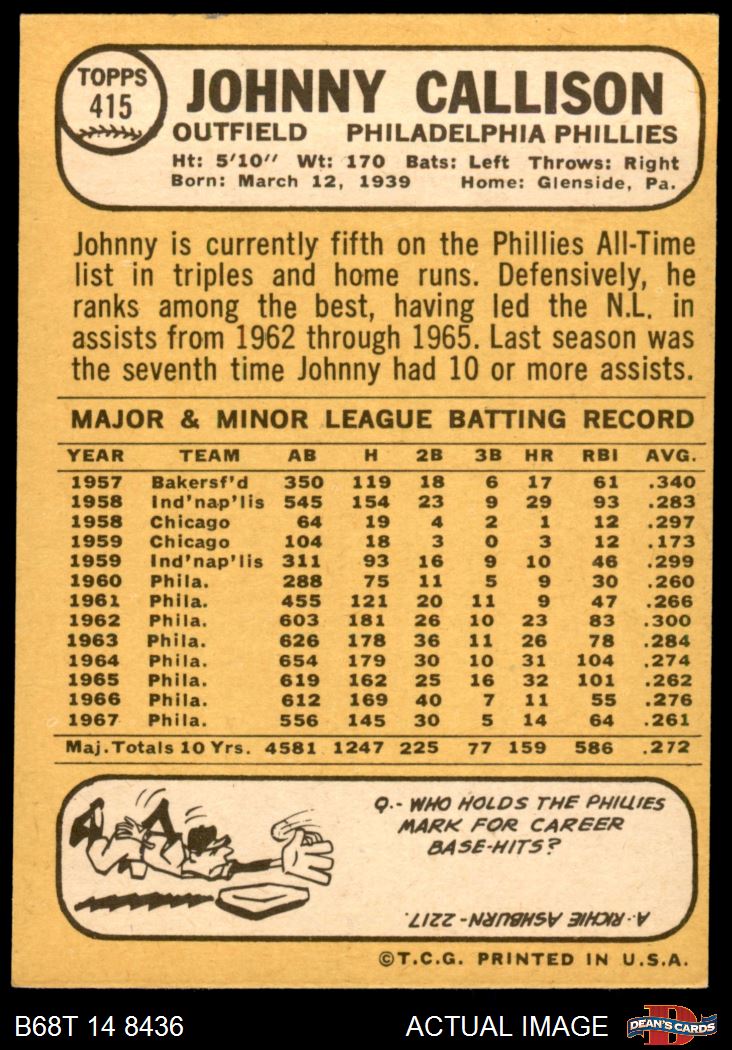 TOPPS
415
JOHNNY CALLISON
OUTFIELD PHILADELPHIA PHILLIES
Ht: 5'10" Wt: 170 Bats: Left Throws: Right
Born: March 12, 1939 Home: Glenside, Pa.
Johnny is currently fifth on the Phillies All-Time
list in triples and home runs. Defensively, he
ranks among the best, having led the N.L. in
assists from 1962 through 1965. Last season was
the seventh time Johnny had 10 or more assists.
MAJOR & MINOR LEAGUE BATTING RECORD
YEAR TEAM AB H 2B 3B HR RBI AVG.
1957 Bakersf'd 350 119 18 6 17 61 .340
1958 Ind'nap'lis 545 154 23 9 29 93 .283
1958 Chicago 64 19 4 2 1 12 .297
1959 Chicago 104 18 3 0 3 12 .173
1959 Ind'nap'lis 311 93 16 9 10 46 .299
1960 Phila. 288 75 11 5 9 30 .260
1961 Phila. 455 121 20 11 9 47 .266
1962 Phila. 603 181 26 10 23 83 .300
1963 Phila. 626 178 36 11 26 78 .284
1964 Phila. 654 179 30 10 31 104 .274
1965 Phila. 619 162 25 16 32 101 .262
1966 Phila. 612 169 40 7 11 55 .276
1967 Phila. 556 145 30 5 14 64 .261
Maj. Totals 10 Yrs. 4581 1247 225 77 159 586 .272
Q.- WHO HOLDS THE PHILLIES
MARK FOR CAREER
BASE-HITS?
A.- RICHIE ASHBURN - 2217.
©T.C.G. PRINTED IN U.S.A.
B68T 14 8436 ACTUAL IMAGE
D
DEAN'S CARDS